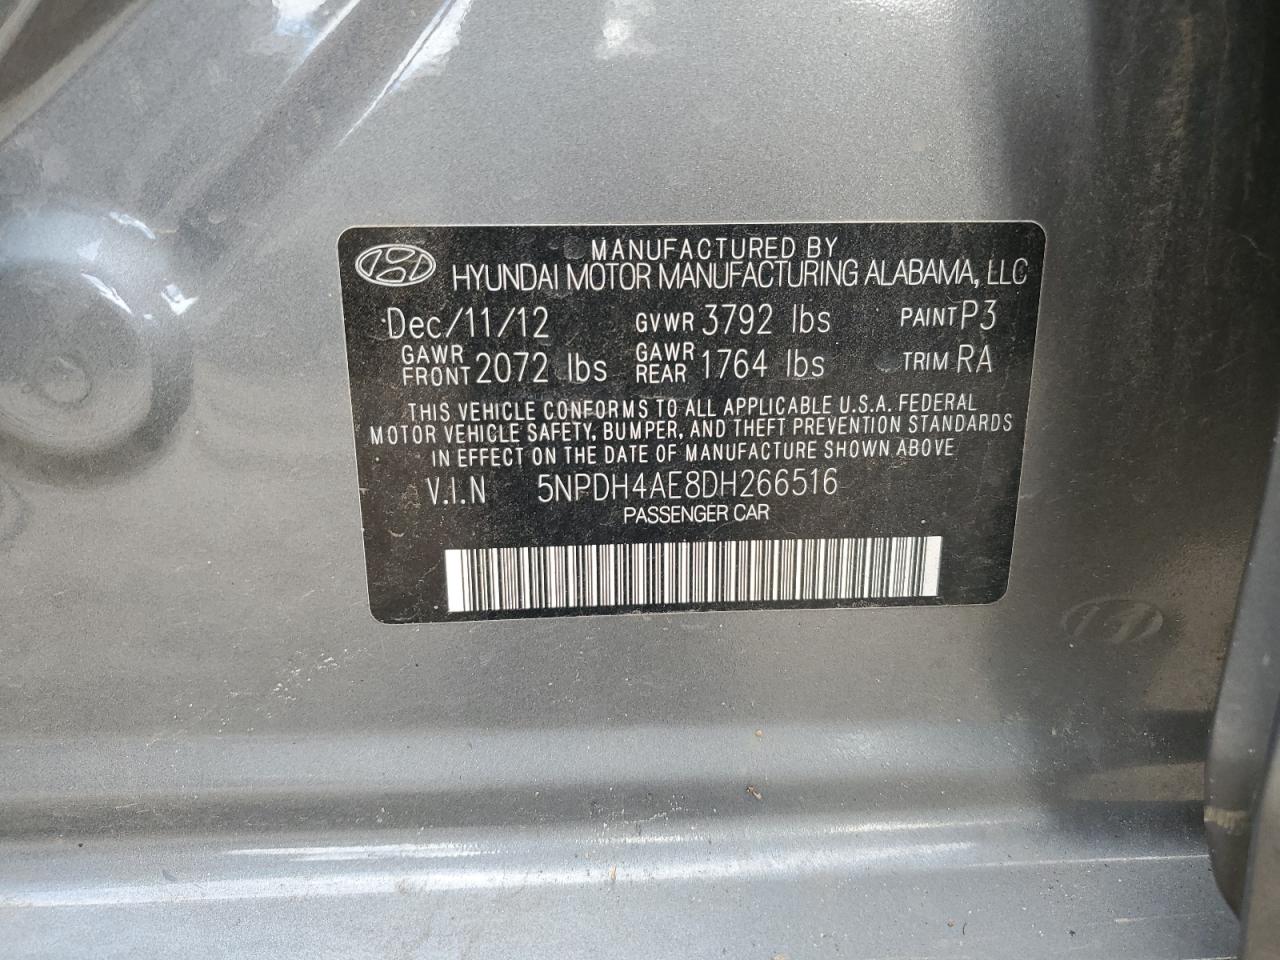 MANUFACTURED BY
HYUNDAI MOTOR MANUFACTURING ALABAMA, LLC
Dec/11/12 GVWR 3792 lbs PAINT P3
GAWR FRONT 2072 lbs GAWR REAR 1764 lbs TRIM RA
THIS VEHICLE CONFORMS TO ALL APPLICABLE U.S.A. FEDERAL
MOTOR VEHICLE SAFETY, BUMPER, AND THEFT PREVENTION STANDARDS
IN EFFECT ON THE DATE OF MANUFACTURE SHOWN ABOVE
V.I.N 5NPDH4AE8DH266516
PASSENGER CAR